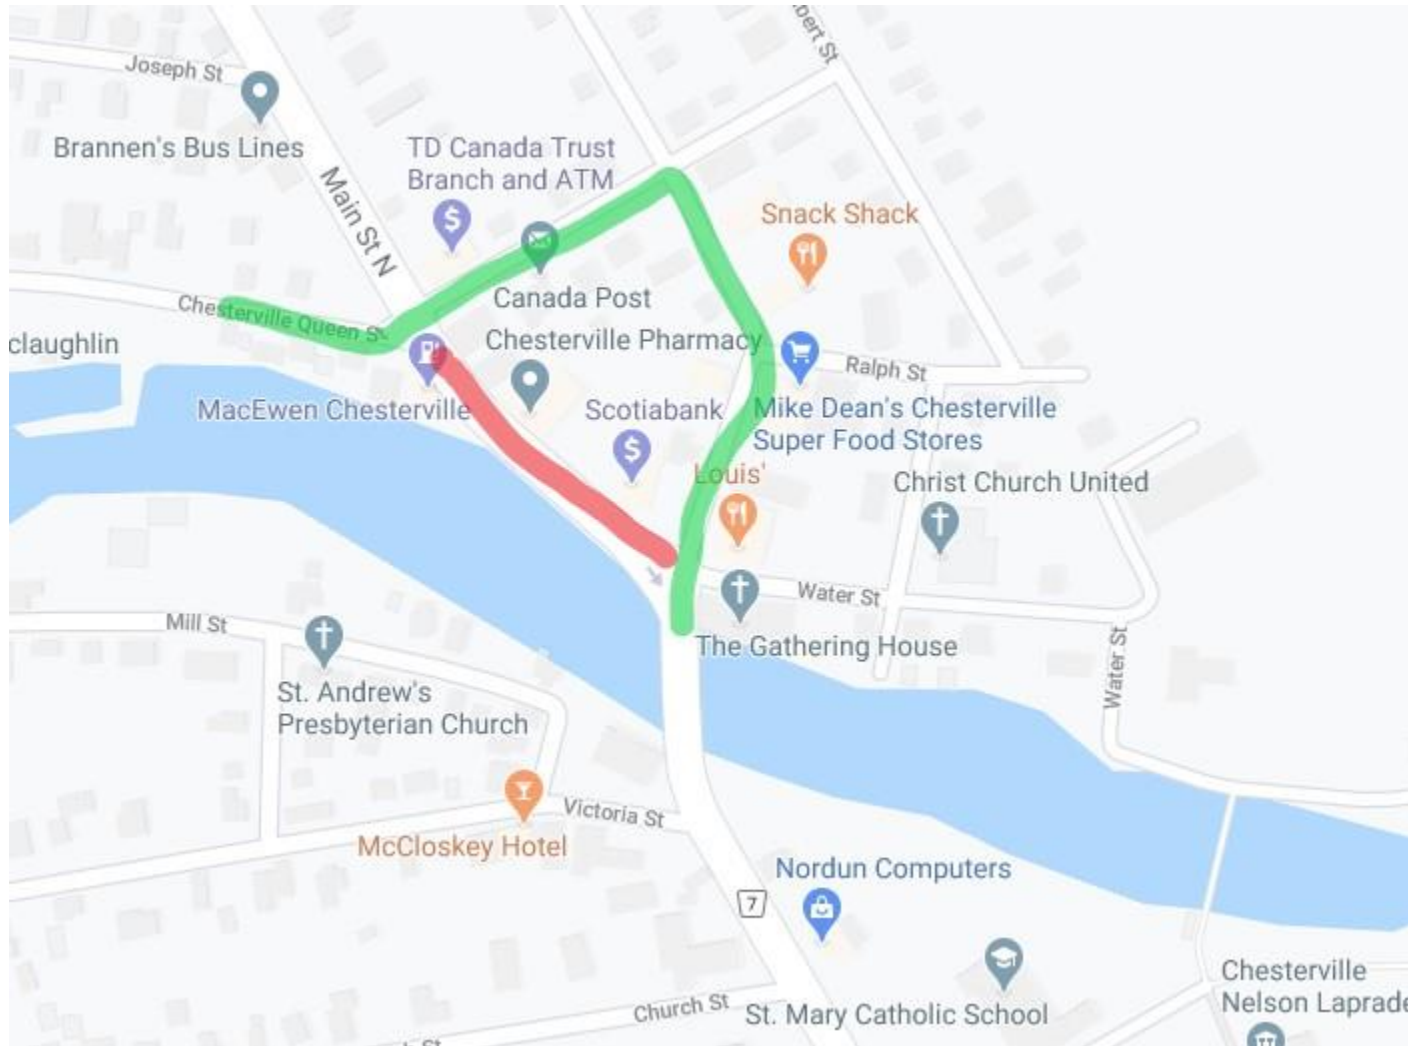 bert St
Joseph St
Brannen's Bus Lines
TD Canada Trust
Branch and ATM
Main St N
Snack Shack
Canada Post
Chesterville Queen St
claughlin
Chesterville Pharmacy
Ralph St
MacEwen Chesterville
Scotiabank
Mike Dean's Chesterville
Super Food Stores
Louis'
Christ Church United
Water St
Mill St
The Gathering House
Water St
St. Andrew's
Presbyterian Church
Victoria St
McCloskey Hotel
Nordun Computers
7
Church St
St. Mary Catholic School
Chesterville
Nelson Laprade